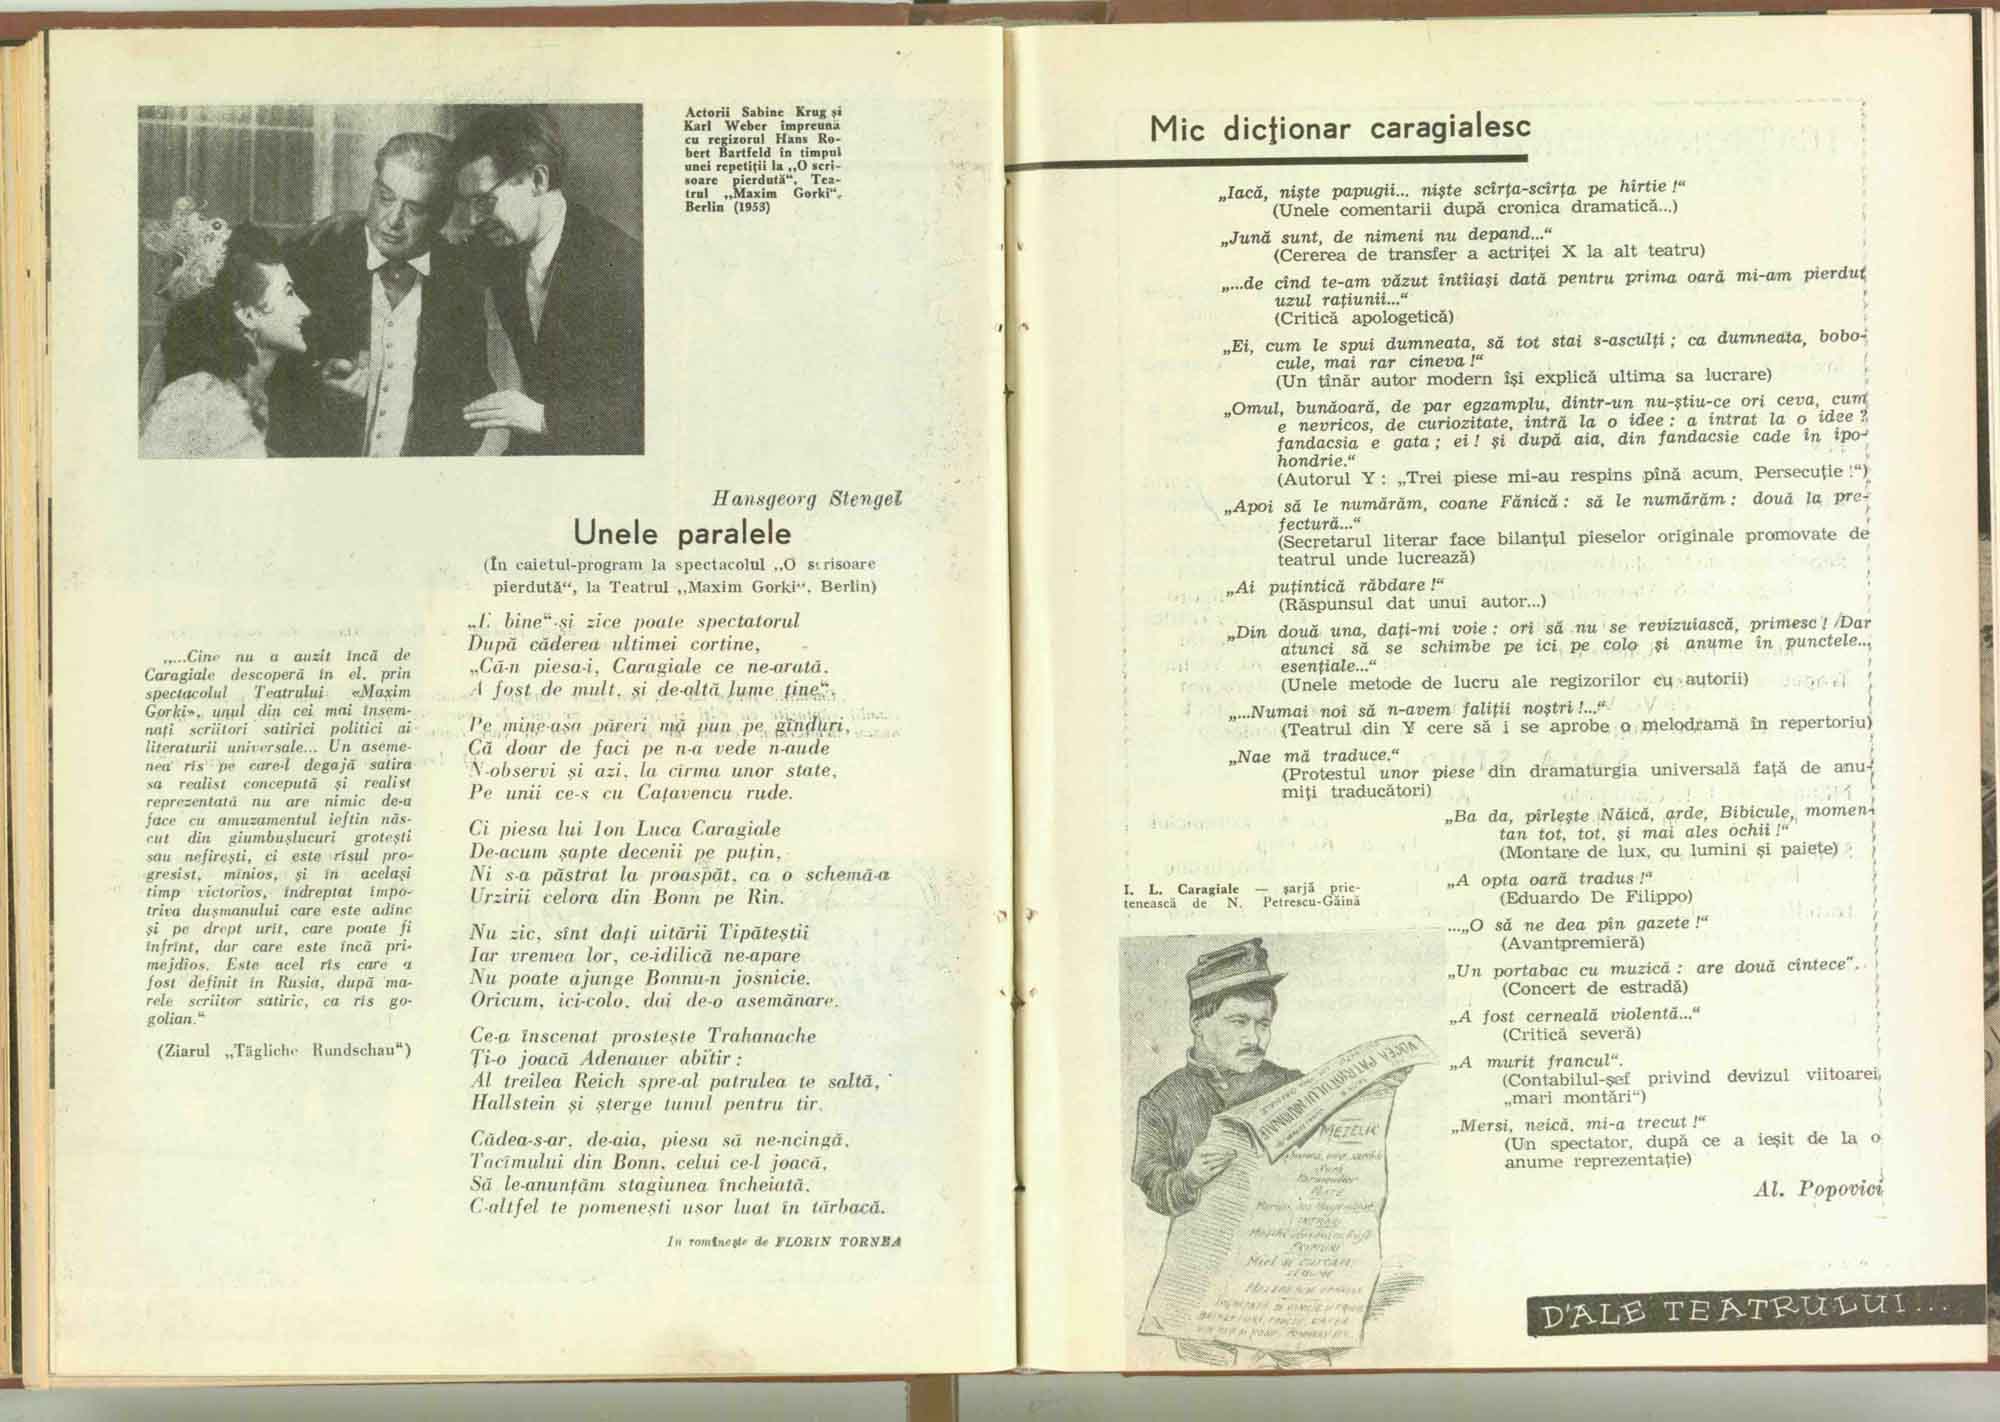 Actorii Sabine Krug și
Karl Weber împreună
cu regizorul Hans Ro-
bert Bartfeld în timpul
unei repetiții la „O scri-
soare pierdută“, Tea-
trul „Maxim Gorki“,
Berlin (1953)
Hansgeorg Stengel
Unele paralele
(În caietul-program la spectacolul „O scrisoare
pierdută“, la Teatrul „Maxim Gorki“, Berlin)
„E bine“-și zice poate spectatorul
După căderea ultimei cortine,
„Că-n piesa-i, Caragiale ce ne-arată,
A fost de mult, și de-altă lume ține“.
Pe mine-așa păreri mă pun pe gînduri,
Că doar de faci pe n-a vede n-aude
N-observi și azi, la cîrma unor state,
Pe unii ce-s cu Cațavencu rude.
Ci piesa lui Ion Luca Caragiale
De-acum șapte decenii pe puțin,
Ni s-a păstrat la proaspăt, ca o schemă-a
Urzirii celora din Bonn pe Rin.
Nu zic, sînt dați uitării Tipăteștii
Iar vremea lor, ce-idilică ne-apare
Nu poate ajunge Bonnu-n josnicie.
Oricum, ici-colo, dai de-o asemănare.
Ce-a înscenat prostește Trahanache
Ți-o joacă Adenauer abitir :
Al treilea Reich spre-al patrulea te saltă,
Hallstein și șterge tunul pentru tir.
Cădea-s-ar, de-aia, piesa să ne-ncingă,
Tacîmului din Bonn, celui ce-l joacă,
Să le-anunțăm stagiunea încheiată,
C-altfel te pomenești ușor luat în tărbacă.
În romînește de FLORIN TORNEA
„...Cine nu a auzit încă de
Caragiale descoperă în el, prin
spectacolul Teatrului «Maxim
Gorki», unul din cei mai însem-
nați scriitori satirici politici ai
literaturii universale... Un aseme-
nea rîs pe care-l degajă satira
sa realist concepută și realist
reprezentată nu are nimic de-a
face cu amuzamentul ieftin năs-
cut din giumbușlucuri grotești
sau nefirești, ci este rîsul pro-
gresist, mînios, și în același
timp victorios, îndreptat împo-
triva dușmanului care este adînc
și pe drept urît, care poate fi
înfrînt, dar care este încă pri-
mejdios. Este acel rîs care a
fost definit în Rusia, după ma-
rele scriitor satiric, ca rîs go-
golian.“
(Ziarul „Tägliche Rundschau“)
Mic dicționar caragialesc
„Iacă, niște papugii... niște scîrța-scîrța pe hîrtie !“
(Unele comentarii după cronica dramatică...)
„Jună sunt, de nimeni nu depand...“
(Cererea de transfer a actriței X la alt teatru)
„...de cînd te-am văzut întîiași dată pentru prima oară mi-am pierdut
uzul rațiunii...“
(Critică apologetică)
„Ei, cum le spui dumneata, să tot stai s-asculți ; ca dumneata, bobo-
cule, mai rar cineva !“
(Un tînăr autor modern își explică ultima sa lucrare)
„Omul, bunăoară, de par egzamplu, dintr-un nu-știu-ce ori ceva, cum
e nevricos, de curiozitate, intră la o idee : a intrat la o idee ?
fandacsia e gata ; ei ! și după aia, din fandacsie cade în ipo-
hondrie.“
(Autorul Y : „Trei piese mi-au respins pînă acum, Persecuție !“)
„Apoi să le numărăm, coane Fănică : să le numărăm : două la pre-
fectură...“
(Secretarul literar face bilanțul pieselor originale promovate de
teatrul unde lucrează)
„Ai puțintică răbdare !“
(Răspunsul dat unui autor...)
„Din două una, dați-mi voie : ori să nu se revizuiască, primesc ! Dar
atunci să se schimbe pe ici pe colo și anume în punctele...
esențiale...“
(Unele metode de lucru ale regizorilor cu autorii)
„...Numai noi să n-avem faliții noștri !...“
(Teatrul din Y cere să i se aprobe o melodramă în repertoriu)
„Nae mă traduce.“
(Protestul unor piese din dramaturgia universală față de anu-
miți traducători)
„Ba da, pîrlește Năică, arde, Bibicule, momen-
tan tot, tot, și mai ales ochii !“
(Montare de lux, cu lumini și paiete)
„A opta oară tradus !“
(Eduardo De Filippo)
...„O să ne dea pîn gazete !“
(Avantpremieră)
„Un portabac cu muzică : are două cîntece“.
(Concert de estradă)
„A fost cerneală violentă...“
(Critică severă)
„A murit francul“.
(Contabilul-șef privind devizul viitoarei
„mari montări“)
„Mersi, neică, mi-a trecut !“
(Un spectator, după ce a ieșit de la o
anume reprezentație)
Al. Popovici
I. L. Caragiale — șarjă prie-
tenească de N. Petrescu-Găină
VOCEA PATRIOTULUI
MEZELIC
D'ALE TEATRULUI...